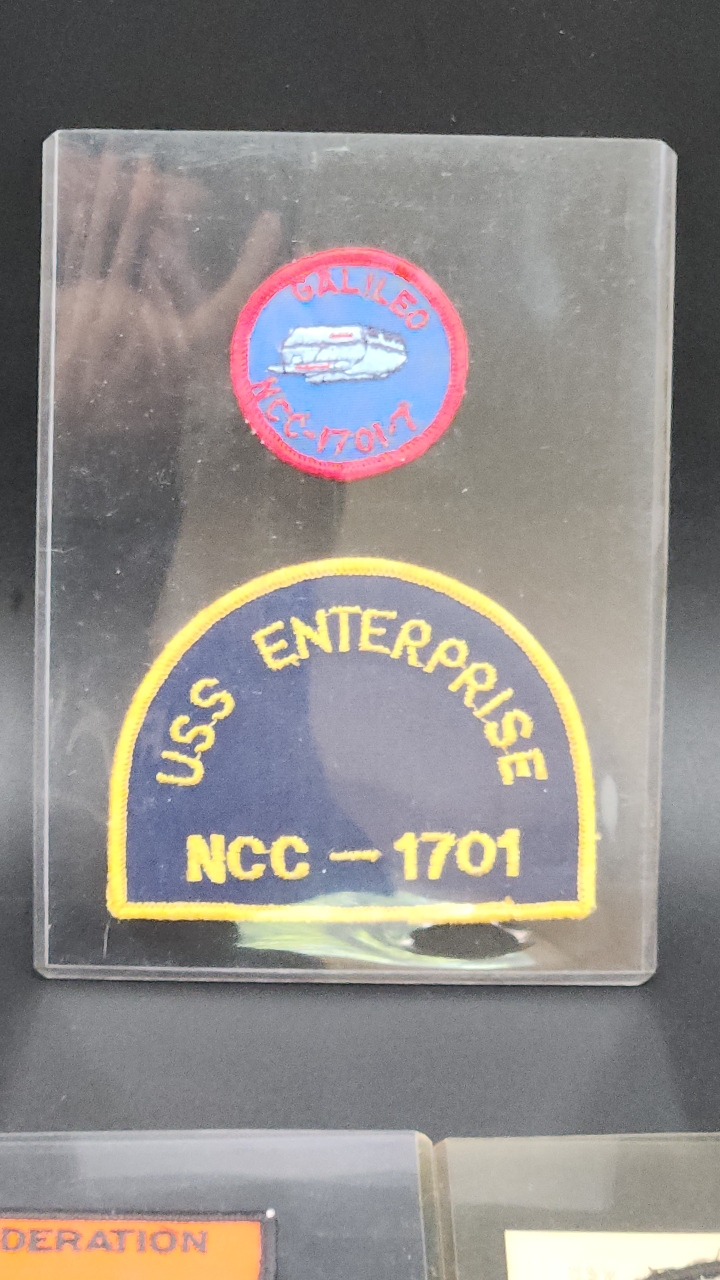 GALILEO
NCC-1701-7
USS ENTERPRISE
NCC - 1701
DERATION